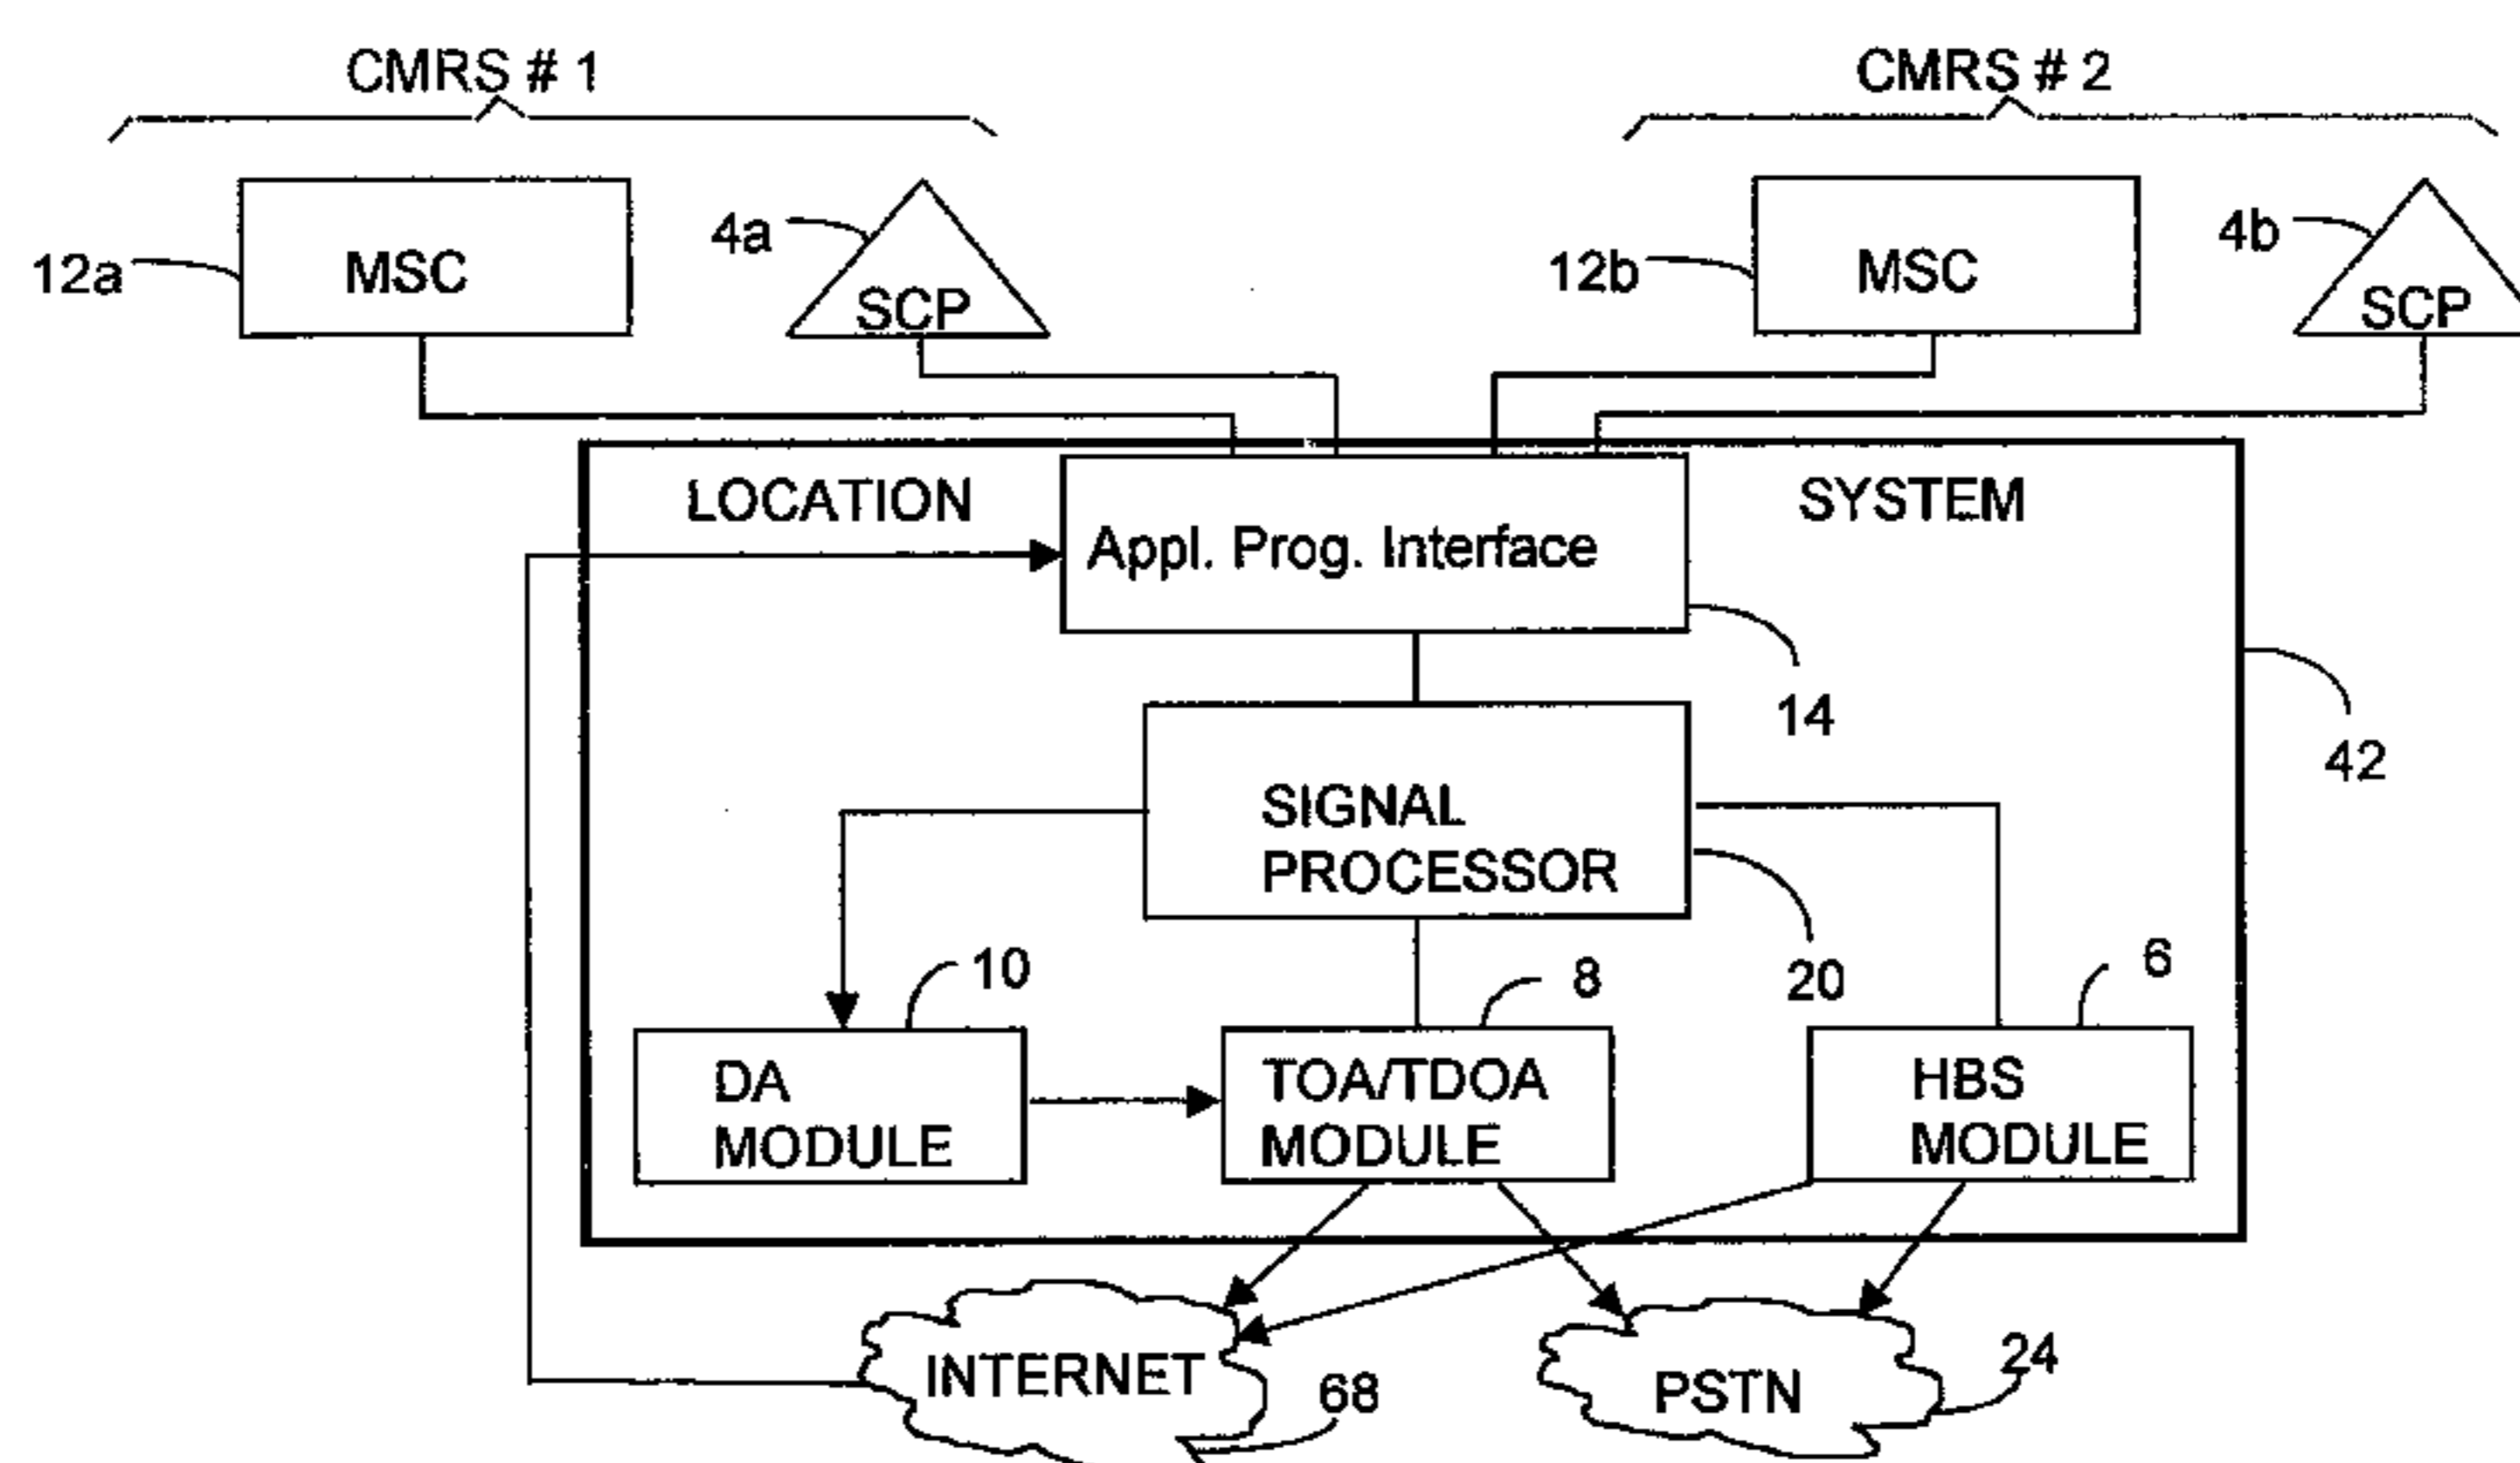 CMRS # 1
CMRS # 2
12a
MSC
4a
SCP
12b
MSC
4b
SCP
LOCATION
SYSTEM
Appl. Prog. Interface
14
42
SIGNAL
PROCESSOR
20
10
8
6
DA
MODULE
TOA/TDOA
MODULE
HBS
MODULE
INTERNET
68
PSTN
24